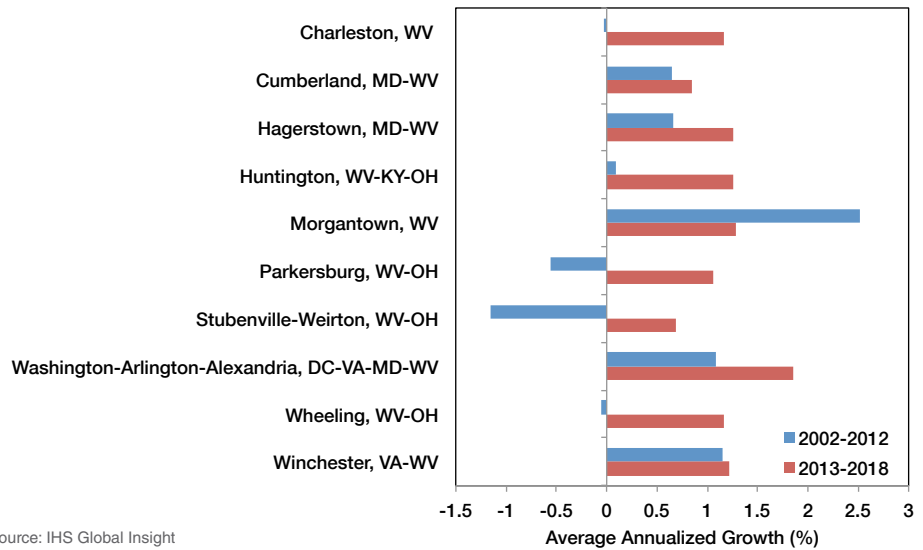 Charleston, WV
Cumberland, MD-WV
Hagerstown, MD-WV
Huntington, WV-KY-OH
Morgantown, WV
Parkersburg, WV-OH
Stubenville-Weirton, WV-OH
Washington-Arlington-Alexandria, DC-VA-MD-WV
Wheeling, WV-OH
Winchester, VA-WV
2002-2012
2013-2018
-1.5 -1 -0.5 0 0.5 1 1.5 2 2.5 3
Average Annualized Growth (%)
ource: IHS Global Insight